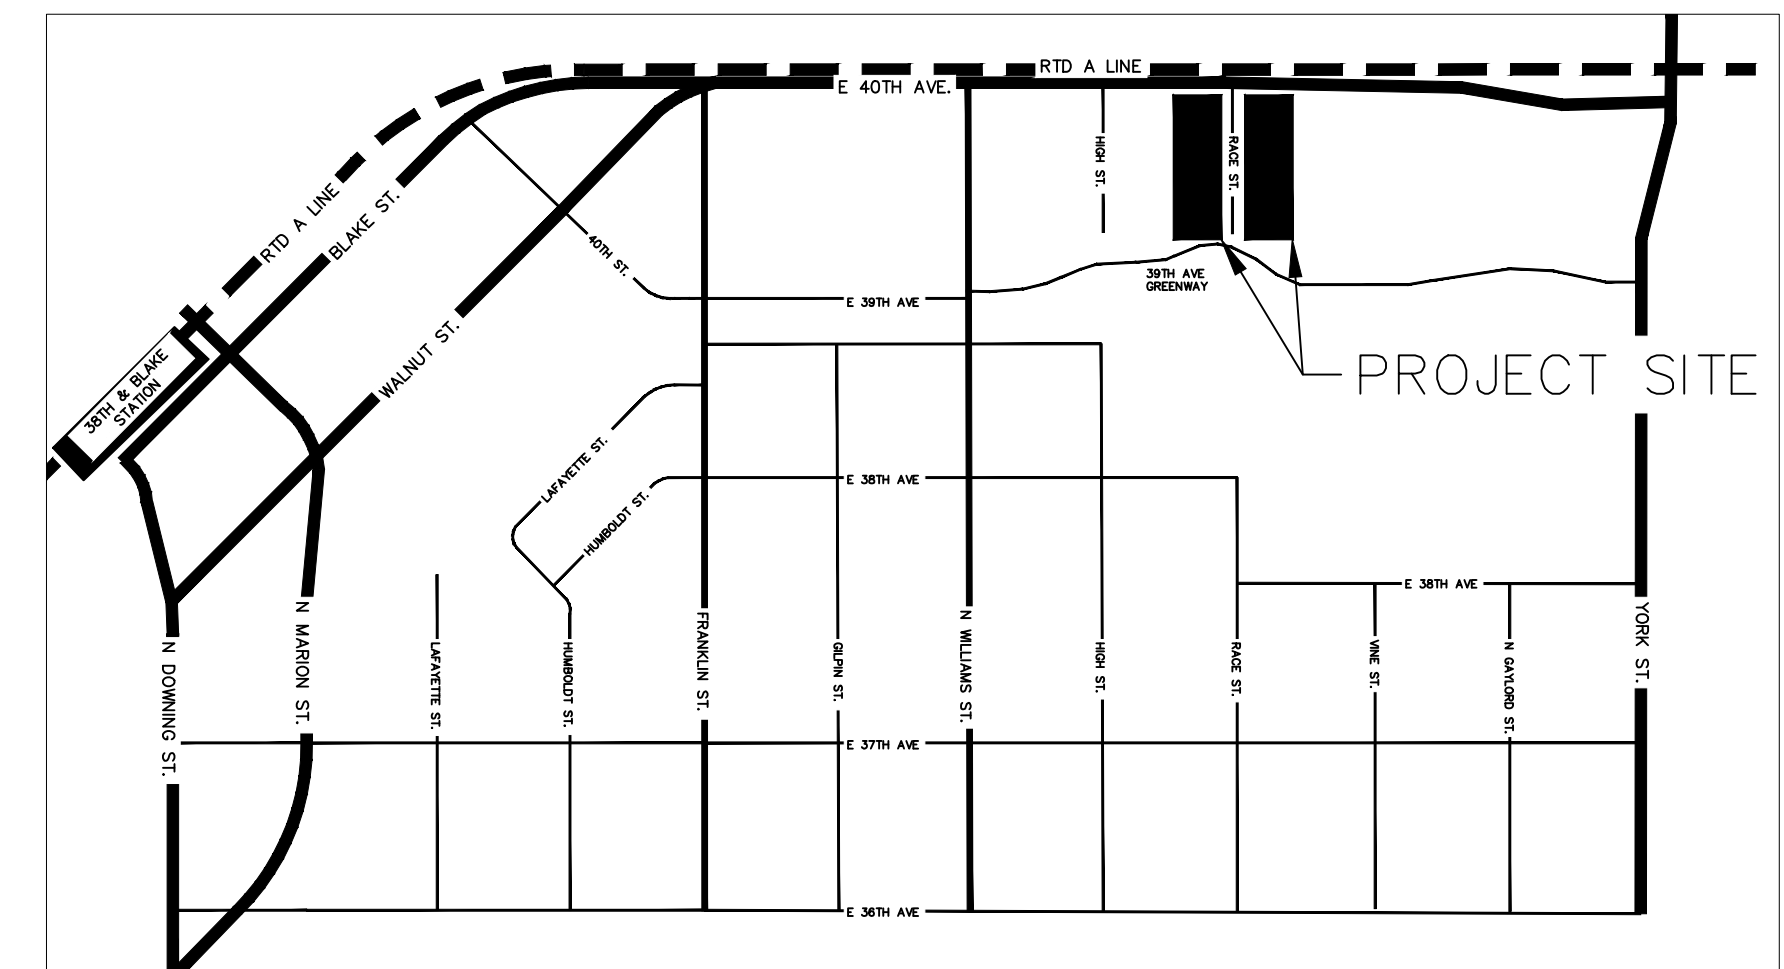 RTD A LINE
E 40TH AVE.
HIGH ST.
RACE ST.
RTD A LINE
BLAKE ST.
40TH ST.
39TH AVE
GREENWAY
E 39TH AVE
WALNUT ST.
38TH & BLAKE
STATION
PROJECT SITE
LAFAYETTE ST.
HUMBOLDT ST.
E 38TH AVE
E 38TH AVE
N DOWNING ST.
N MARION ST.
LAFAYETTE ST.
HUMBOLDT ST.
FRANKLIN ST.
GILPIN ST.
N WILLIAMS ST.
HIGH ST.
RACE ST.
VINE ST.
N GAYLORD ST.
YORK ST.
E 37TH AVE
E 36TH AVE